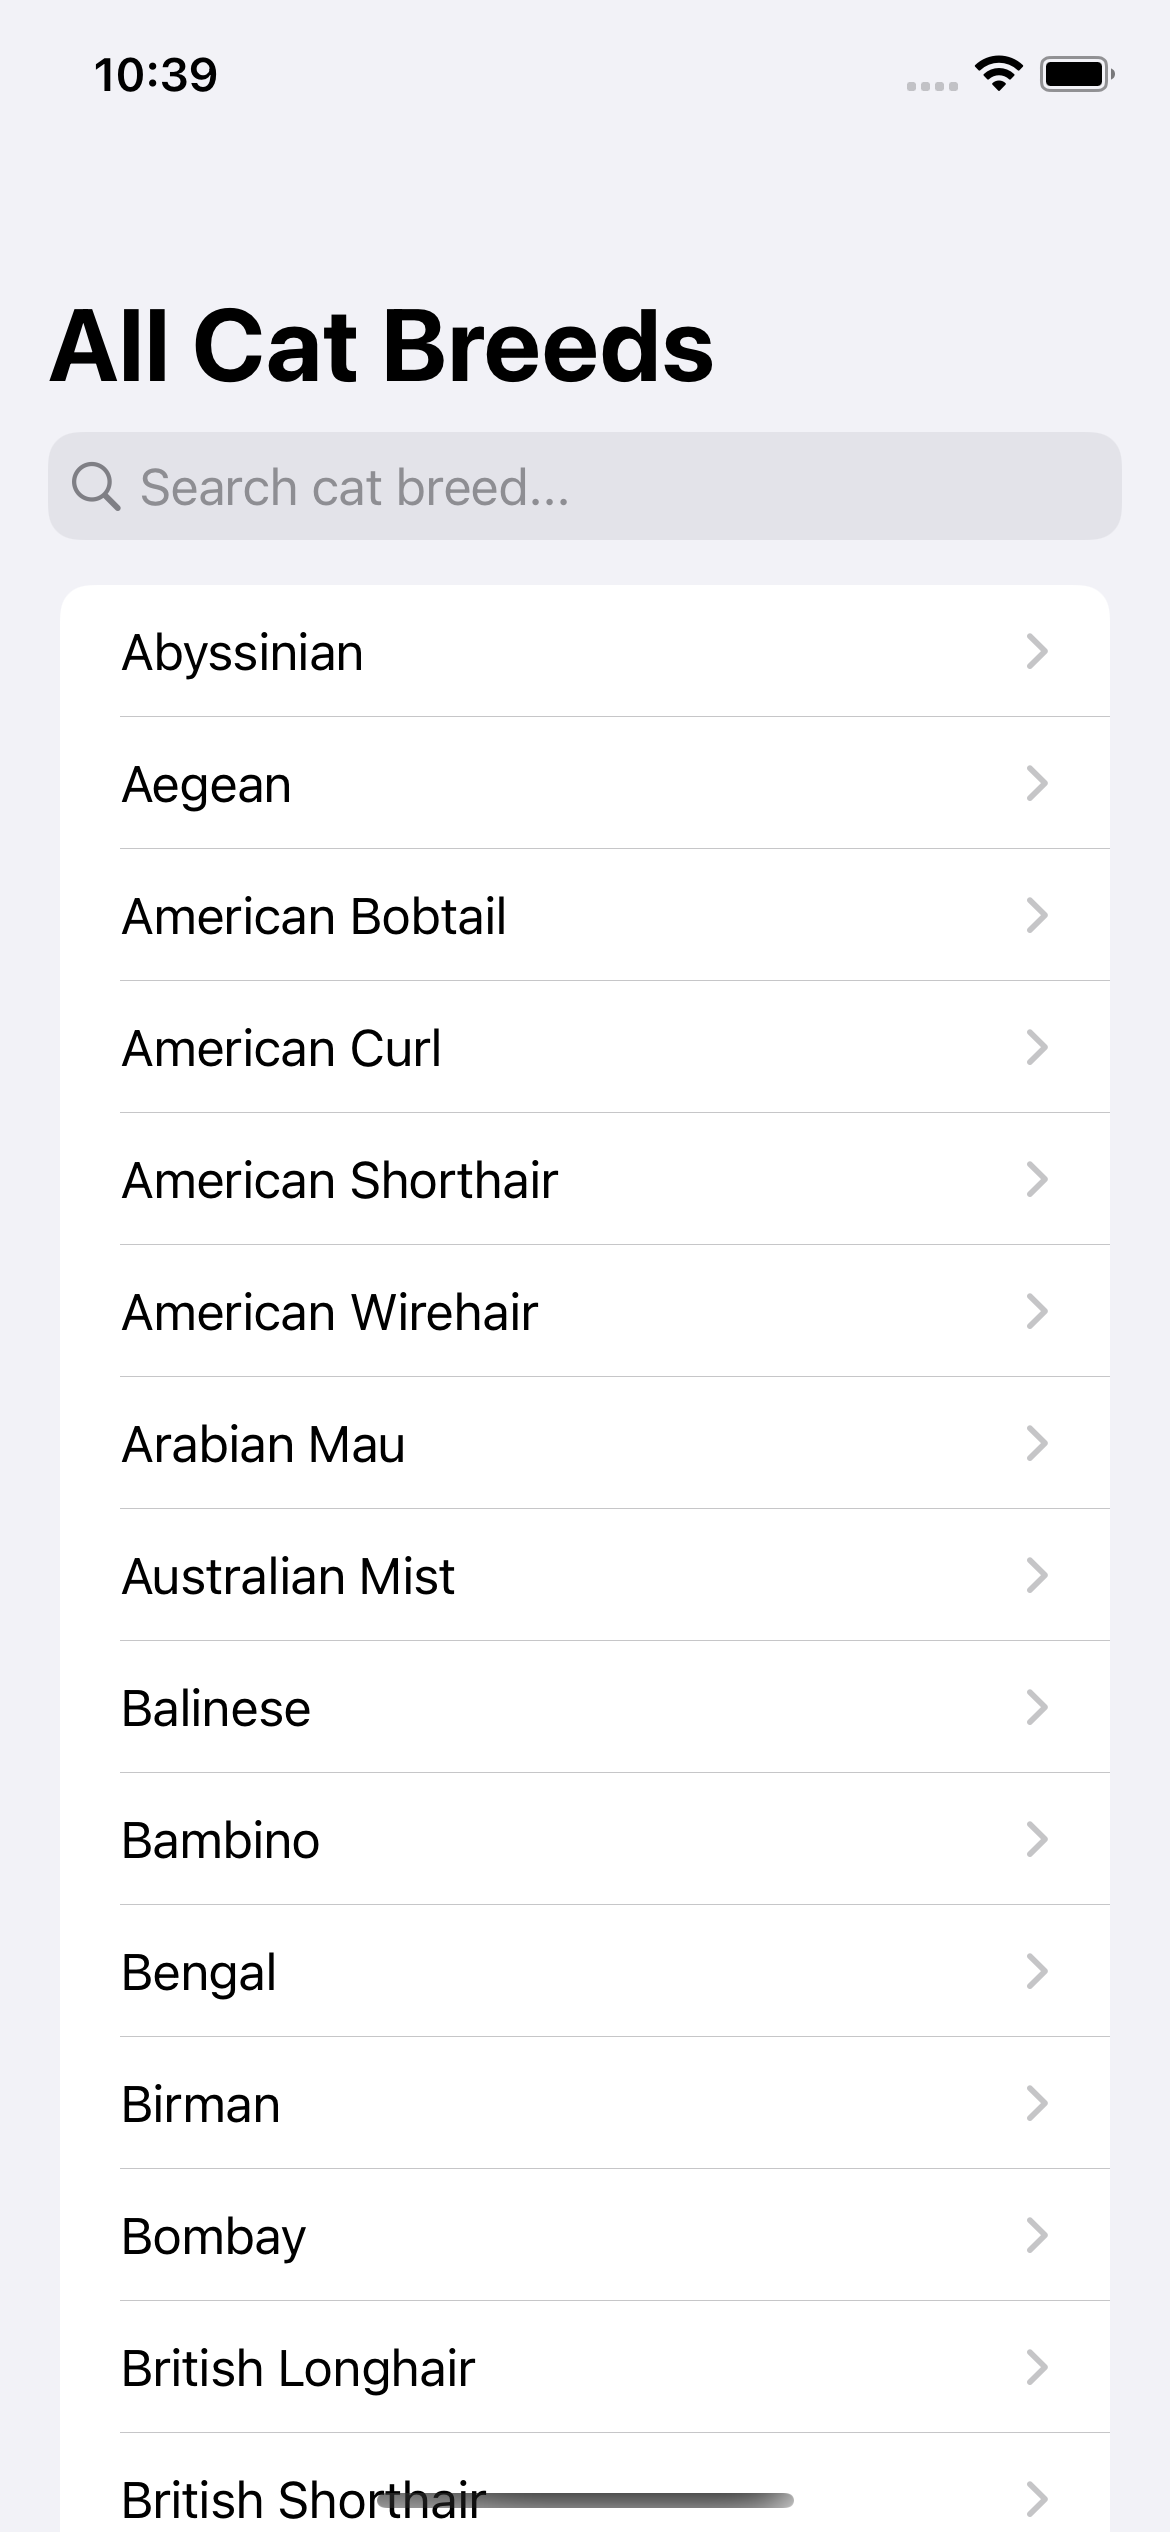 10:39
All Cat Breeds
Search cat breed...
Abyssinian
Aegean
American Bobtail
American Curl
American Shorthair
American Wirehair
Arabian Mau
Australian Mist
Balinese
Bambino
Bengal
Birman
Bombay
British Longhair
British Shorthair